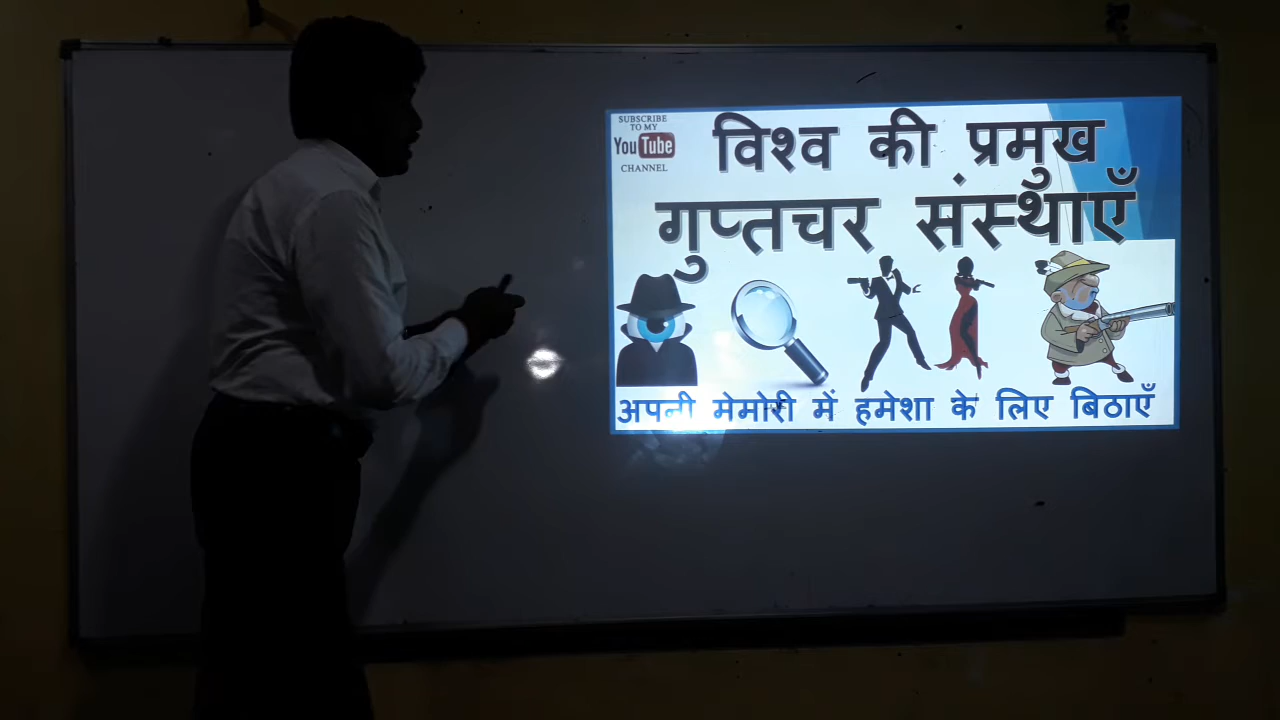 SUBSCRIBE
TO MY
YouTube
CHANNEL
विश्व की प्रमुख
गुप्तचर संस्थाएँ
अपनी मेमोरी में हमेशा के लिए बिठाएँ